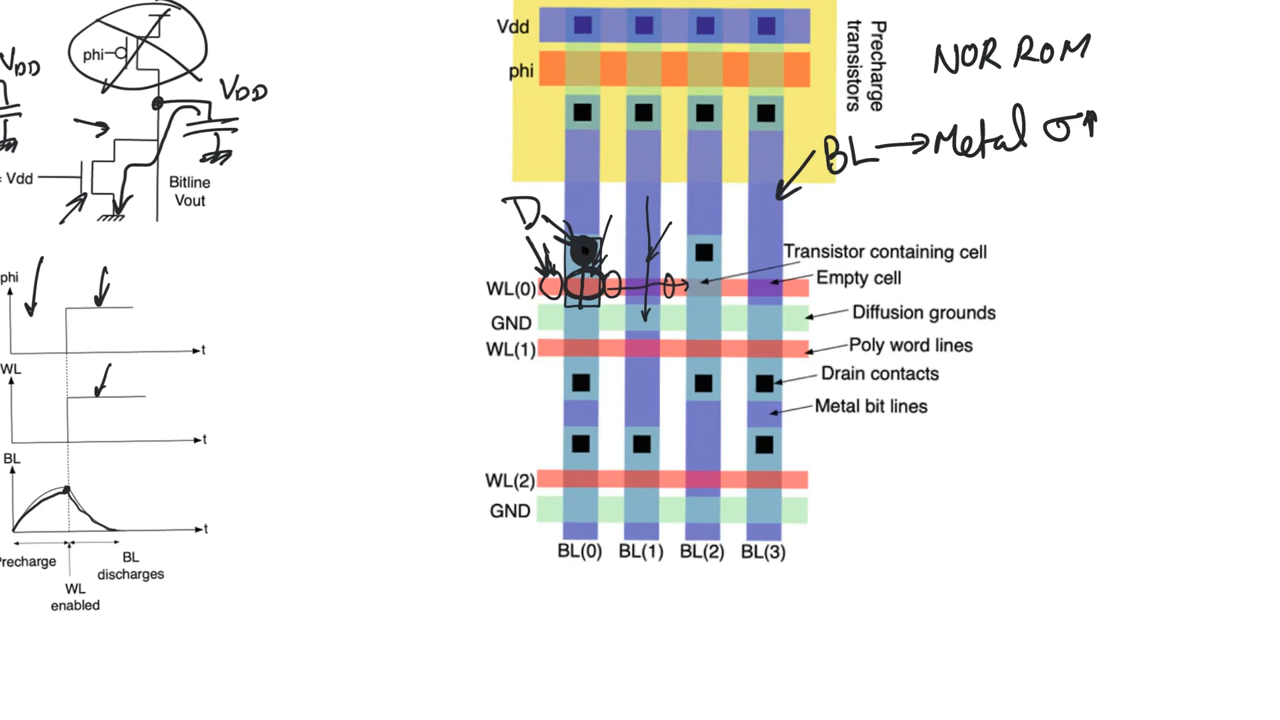 phi
VDD
VDD
= Vdd
Bitline
Vout
phi
t
WL
t
BL
t
Precharge
BL
discharges
WL
enabled
Vdd
phi
Precharge
transistors
NOR ROM
BL → Metal σ↑
D
WL(0)
GND
WL(1)
WL(2)
GND
Transistor containing cell
Empty cell
Diffusion grounds
Poly word lines
Drain contacts
Metal bit lines
BL(0) BL(1) BL(2) BL(3)